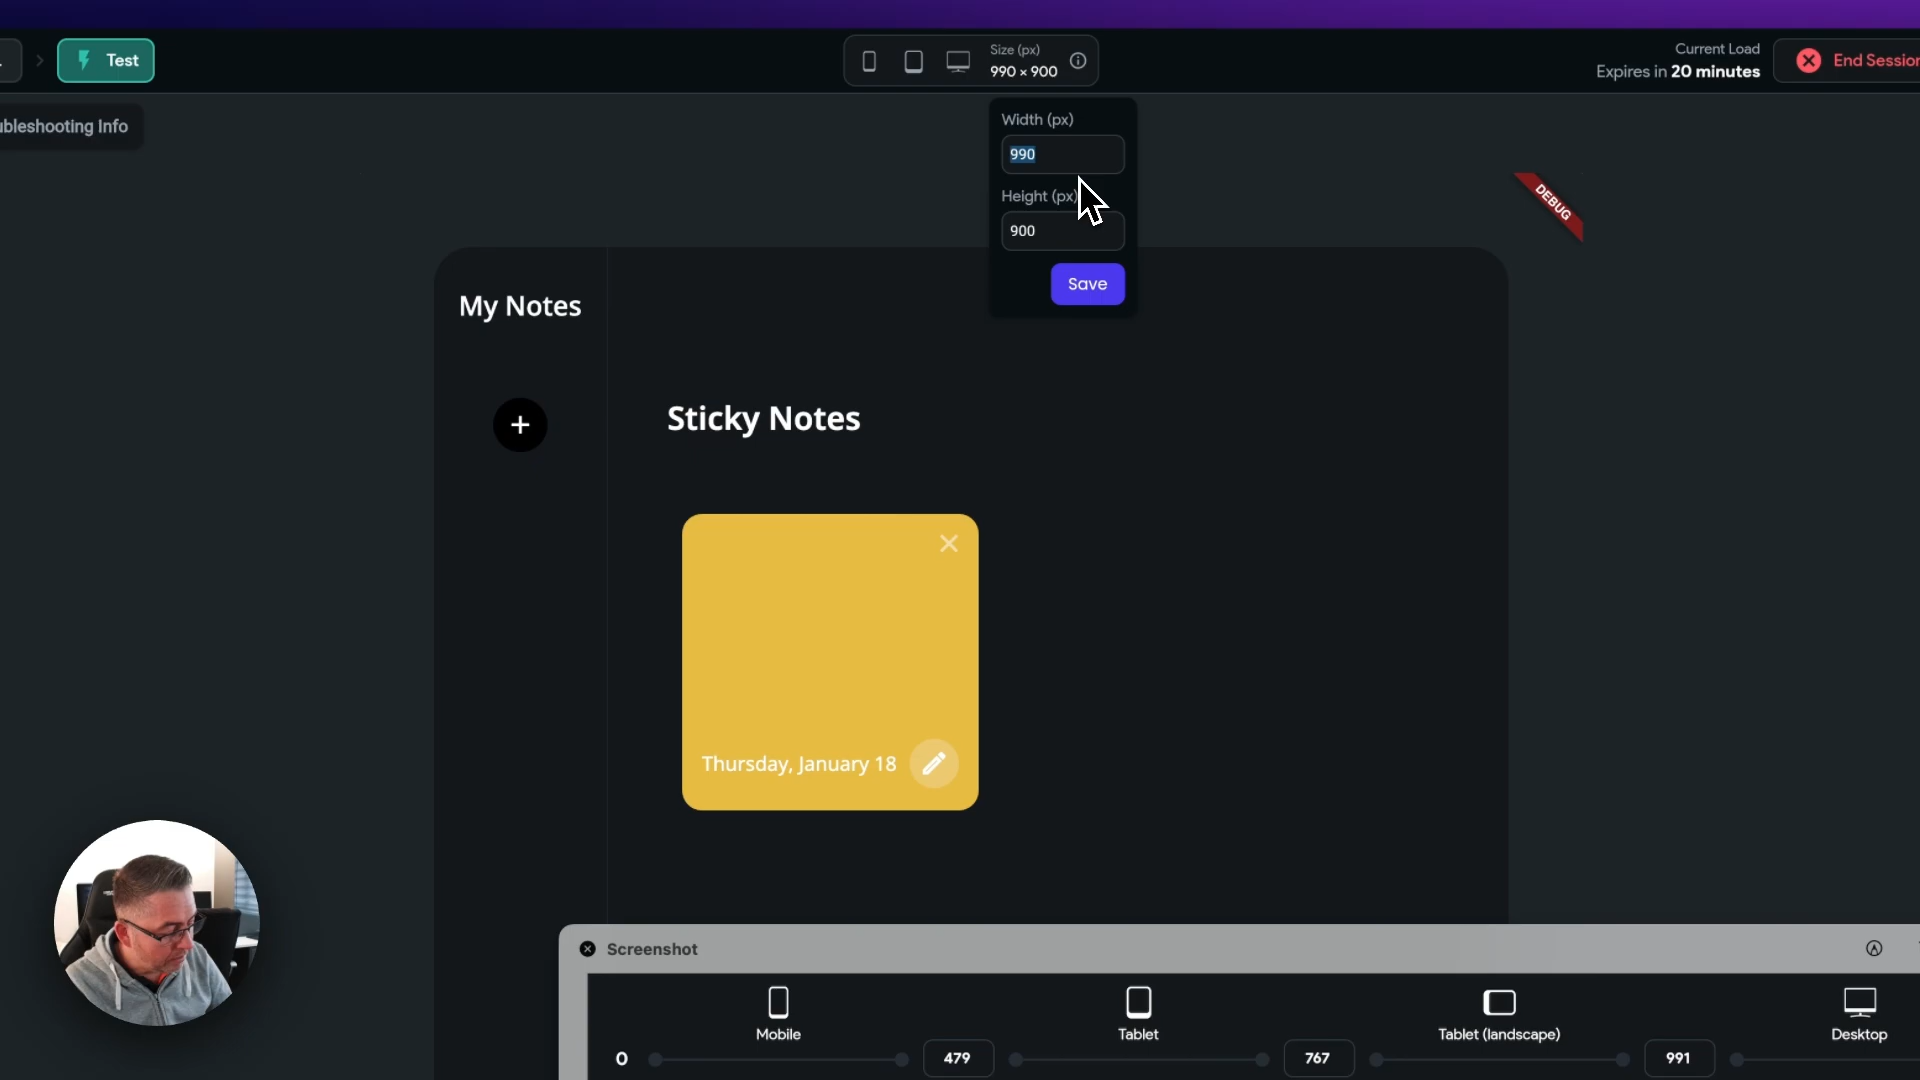 Test
Size (px)
990 × 900
Current Load
Expires in 20 minutes
End Session
ubleshooting Info
Width (px)
990
Height (px)
900
Save
DEBUG
My Notes
Sticky Notes
Thursday, January 18
Screenshot
Mobile
Tablet
Tablet (landscape)
Desktop
0
479
767
991